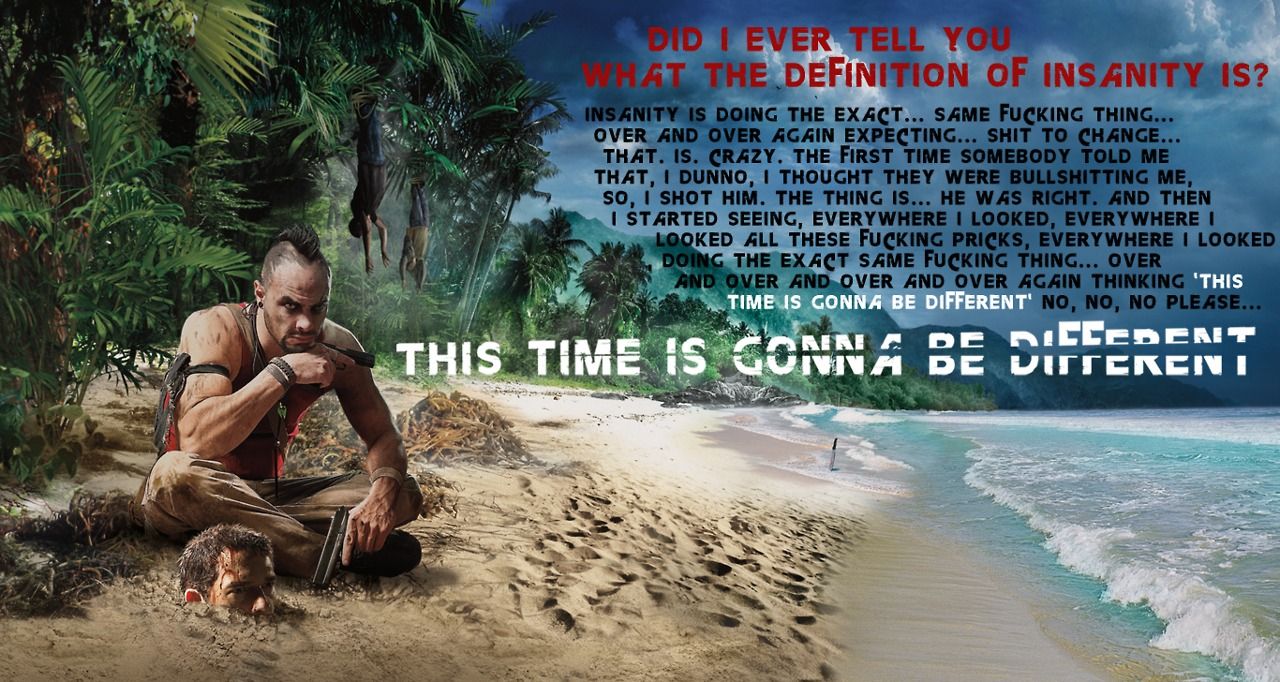 DID I EVER TELL YOU
WHAT THE DEFINITION OF INSANITY IS?
INSANITY IS DOING THE EXACT... SAME FUCKING THING...
OVER AND OVER AGAIN EXPECTING... SHIT TO CHANGE...
THAT. IS. CRAZY. THE FIRST TIME SOMEBODY TOLD ME
THAT, I DUNNO, I THOUGHT THEY WERE BULLSHITTING ME,
SO, I SHOT HIM. THE THING IS... HE WAS RIGHT. AND THEN
I STARTED SEEING, EVERYWHERE I LOOKED, EVERYWHERE I
LOOKED ALL THESE FUCKING PRICKS, EVERYWHERE I LOOKED
DOING THE EXACT SAME FUCKING THING... OVER
AND OVER AND OVER AND OVER AGAIN THINKING 'THIS
TIME IS GONNA BE DIFFERENT' NO, NO, NO PLEASE...
THIS TIME IS GONNA BE DIFFERENT